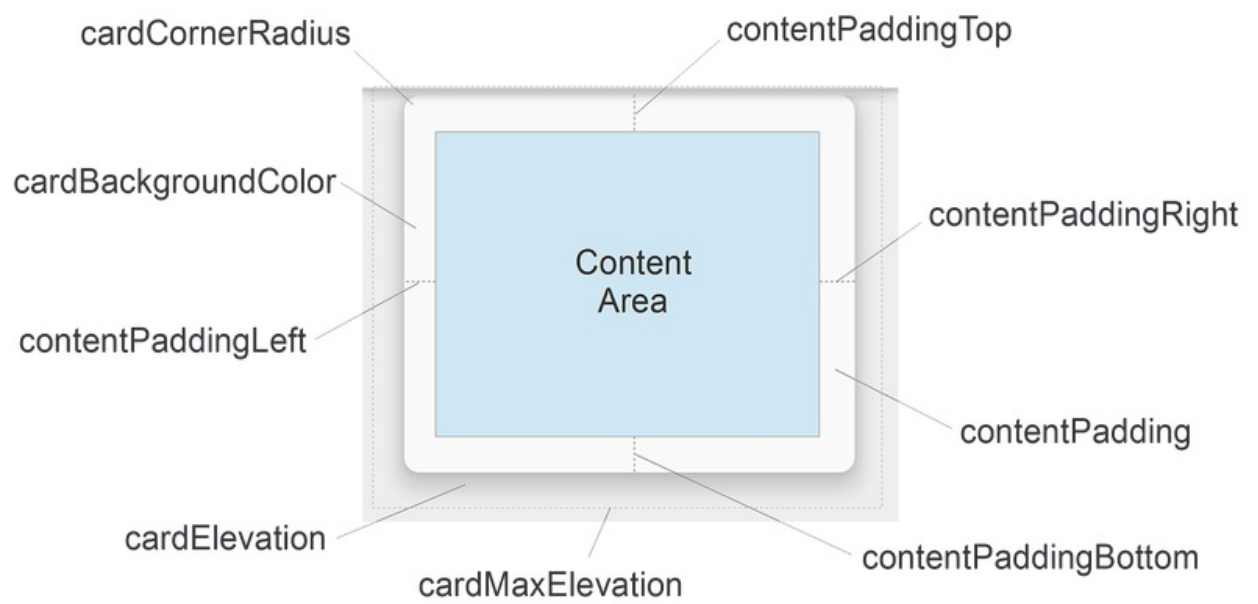 cardCornerRadius
contentPaddingTop
cardBackgroundColor
contentPaddingRight
Content
Area
contentPaddingLeft
contentPadding
cardElevation
contentPaddingBottom
cardMaxElevation